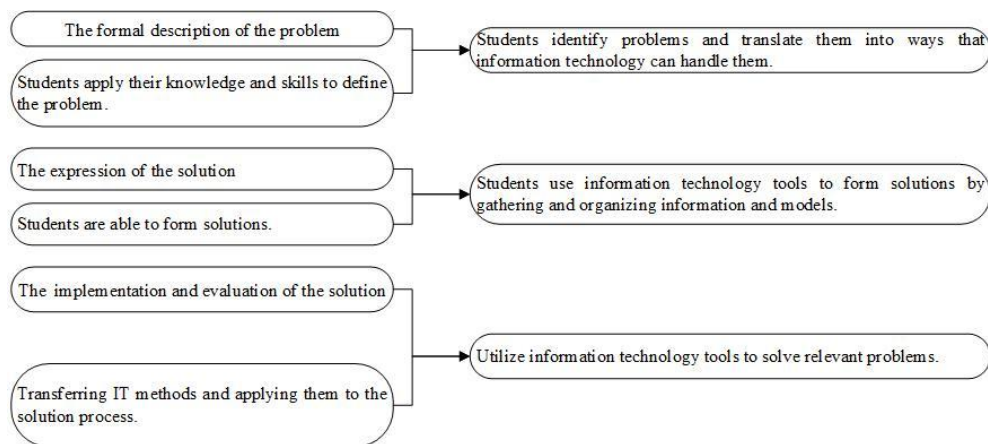 The formal description of the problem
Students apply their knowledge and skills to define
the problem.
Students identify problems and translate them into ways that
information technology can handle them.
The expression of the solution
Students are able to form solutions.
Students use information technology tools to form solutions by
gathering and organizing information and models.
The implementation and evaluation of the solution
Transferring IT methods and applying them to the
solution process.
Utilize information technology tools to solve relevant problems.